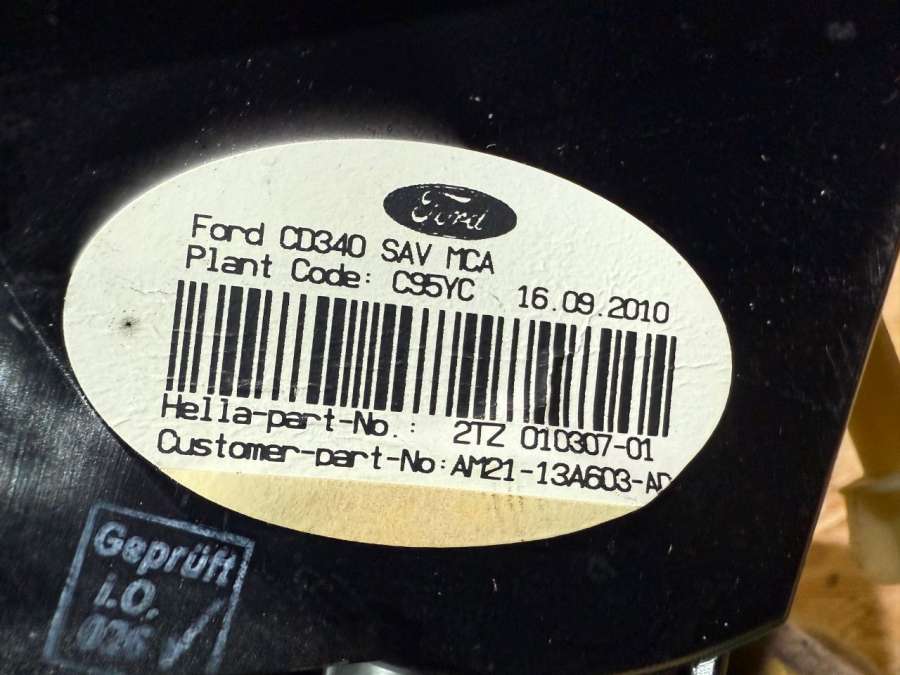 Ford
Ford CD340 SAV MCA
Plant Code: C95YC 16.09.2010
Hella-part-No.: 2TZ 010307-01
Customer-part-No:AM21-13A603-AD
Geprüft
i.O.
026